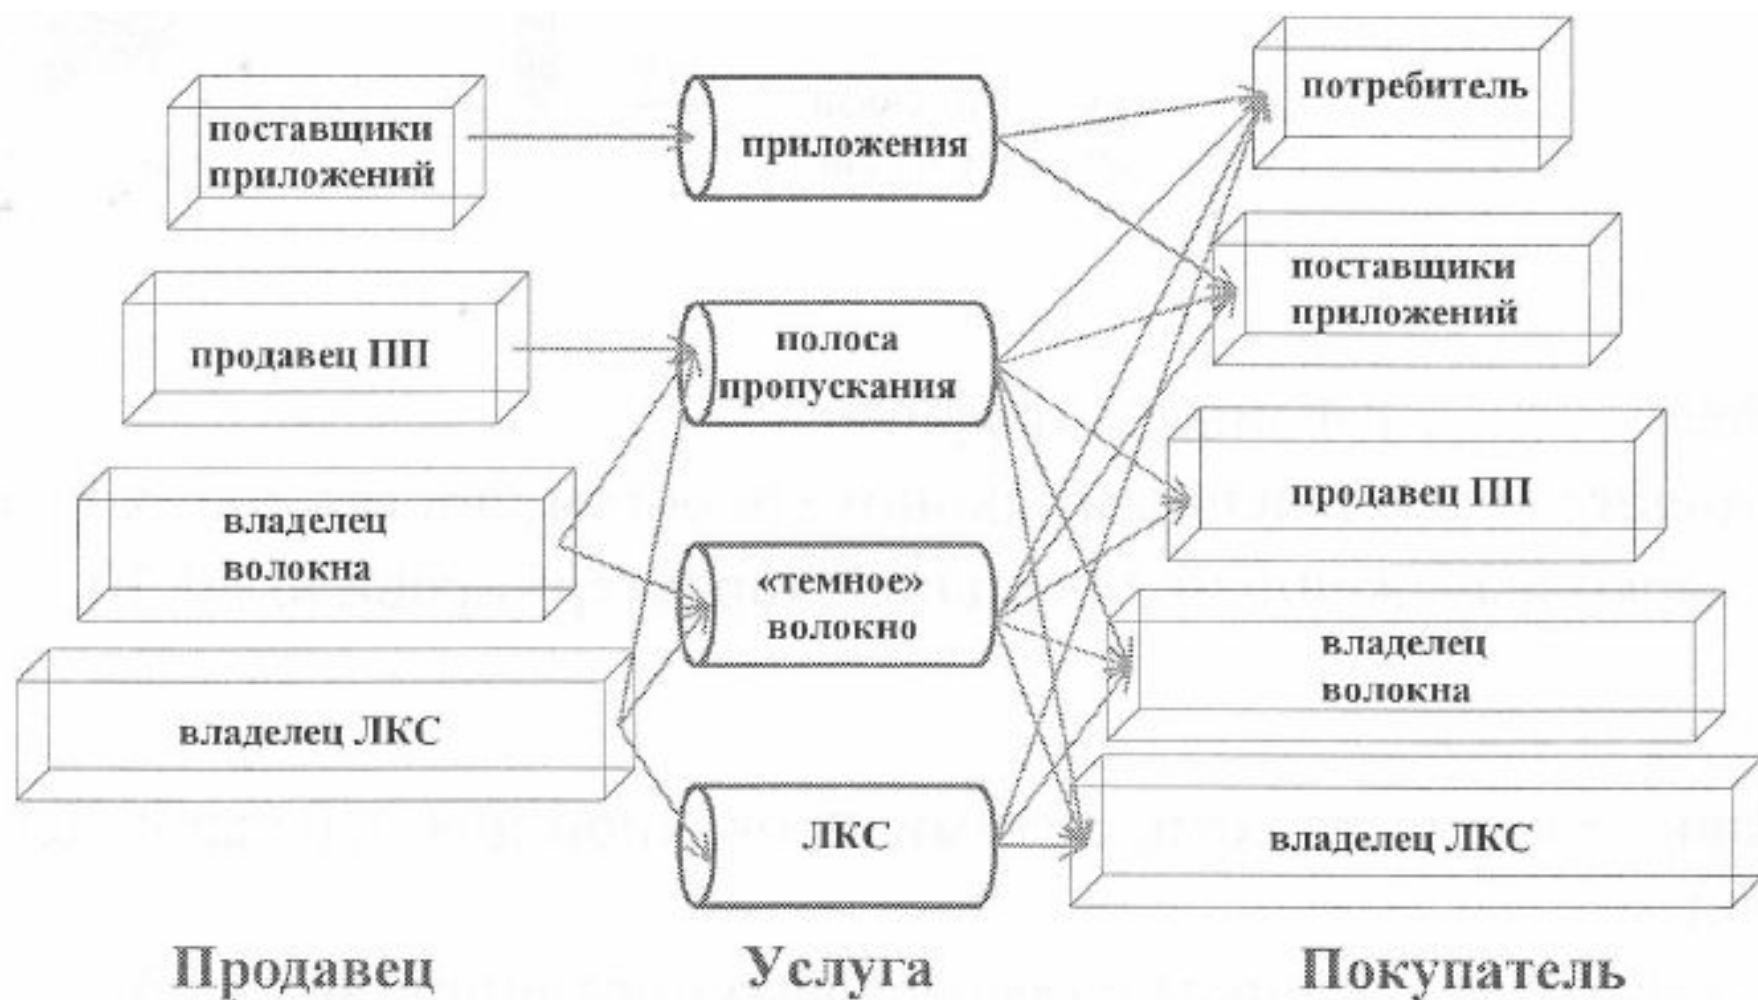 поставщики
приложений
продавец ПП
владелец
волокна
владелец ЛКС
приложения
полоса
пропускания
«темное»
волокно
ЛКС
потребитель
поставщики
приложений
продавец ПП
владелец
волокна
владелец ЛКС
Продавец
Услуга
Покупатель